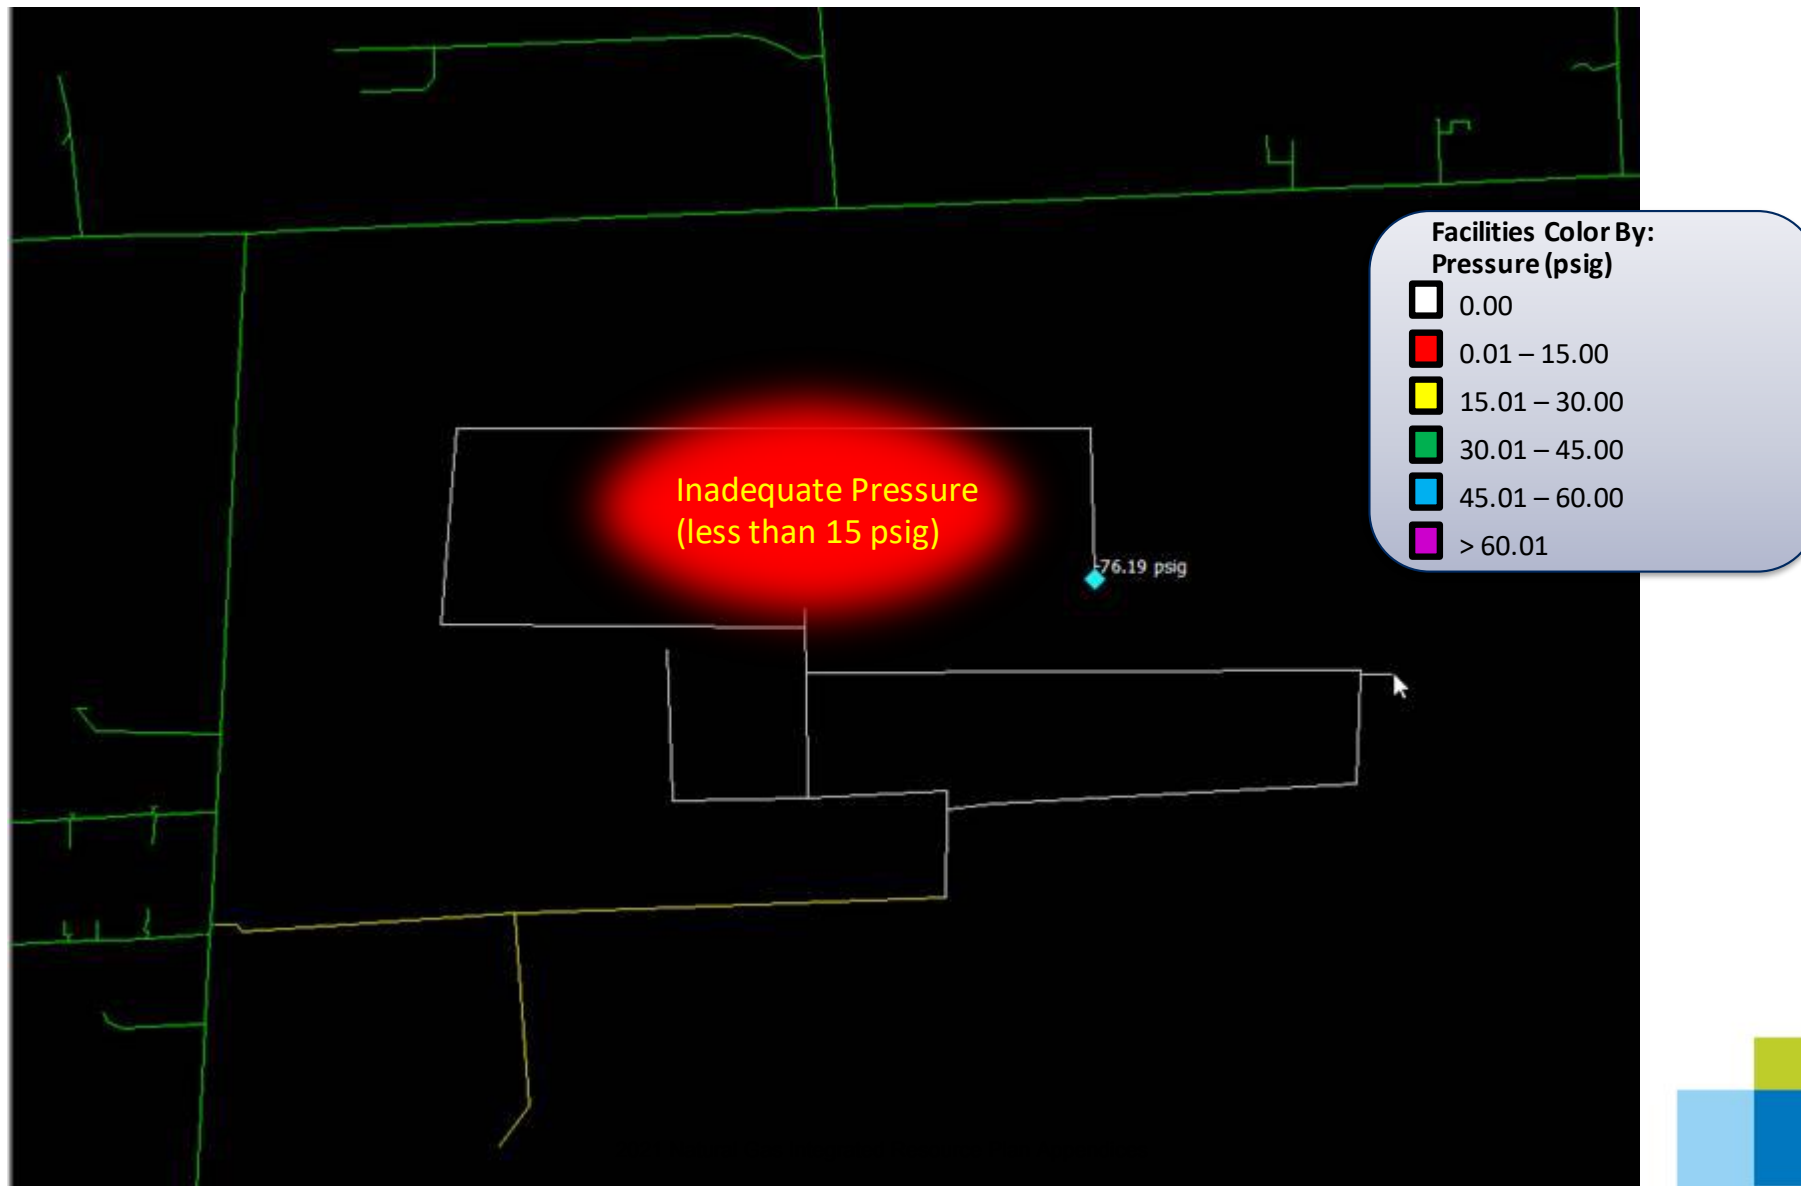 Facilities Color By:
Pressure (psig)
0.00
0.01 – 15.00
15.01 – 30.00
30.01 – 45.00
45.01 – 60.00
> 60.01
Inadequate Pressure
(less than 15 psig)
-76.19 psig